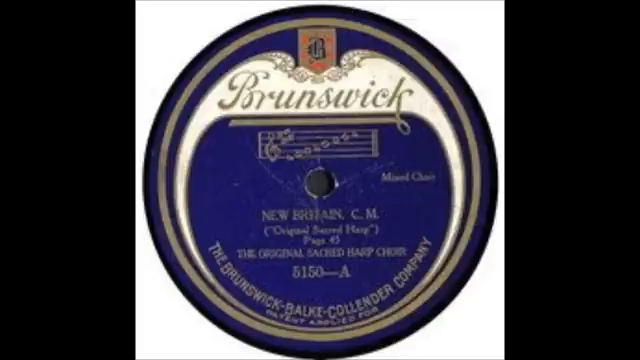 B
Brunswick
Mixed Choir
NEW BRITAIN. C. M.
("Original Sacred Harp")
Page 45
THE ORIGINAL SACRED HARP CHOIR
5150—A
THE BRUNSWICK-BALKE-COLLENDER COMPANY
PATENT APPLIED FOR